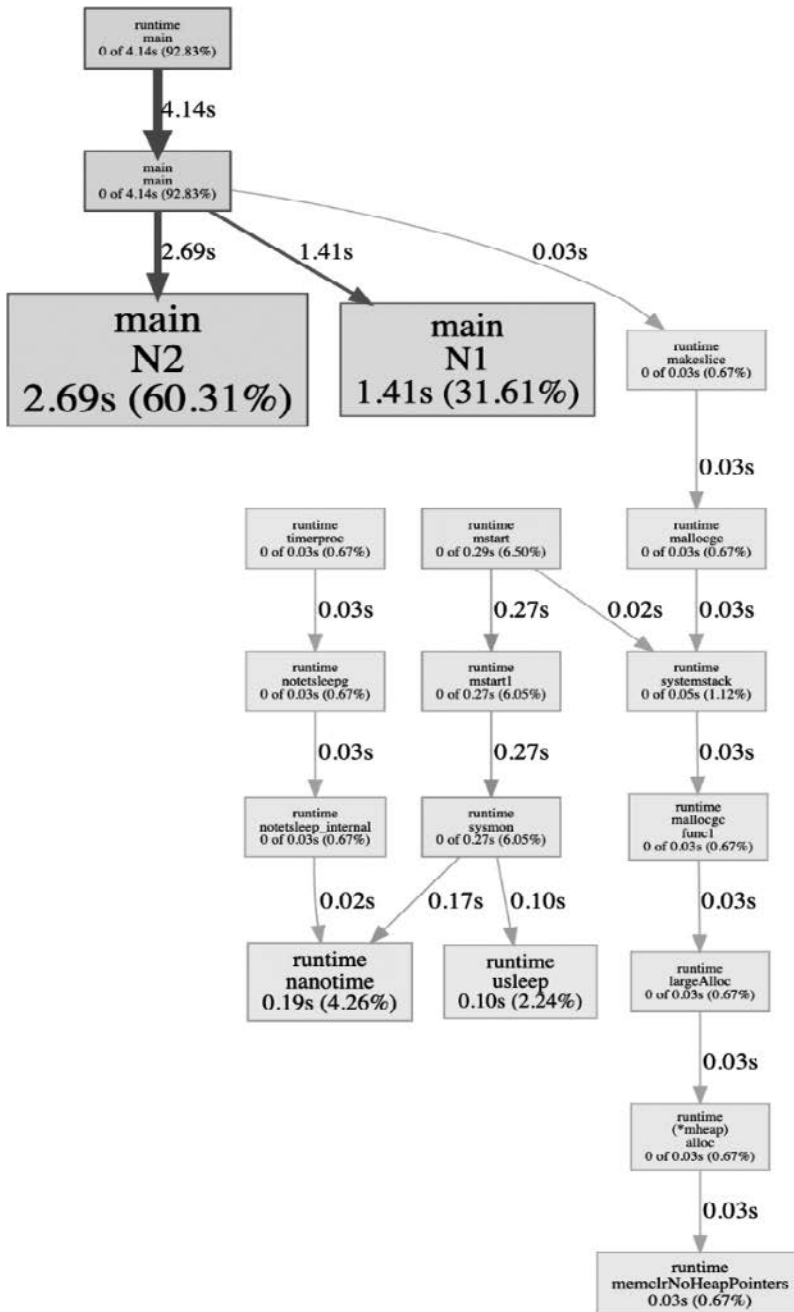 runtime
main
0 of 4.14s (92.83%)
4.14s
main
main
0 of 4.14s (92.83%)
2.69s
1.41s
0.03s
main
N2
2.69s (60.31%)
main
N1
1.41s (31.61%)
runtime
makeslice
0 of 0.03s (0.67%)
0.03s
runtime
timerproc
0 of 0.03s (0.67%)
runtime
mstart
0 of 0.29s (6.50%)
runtime
mallocgc
0 of 0.03s (0.67%)
0.03s
0.27s
0.02s
0.03s
runtime
notetsleepg
0 of 0.03s (0.67%)
runtime
mstart1
0 of 0.27s (6.05%)
runtime
systemstack
0 of 0.05s (1.12%)
0.03s
0.27s
0.03s
runtime
notetsleep_internal
0 of 0.03s (0.67%)
runtime
sysmon
0 of 0.27s (6.05%)
runtime
mallocgc
func1
0 of 0.03s (0.67%)
0.02s
0.17s
0.10s
0.03s
runtime
nanotime
0.19s (4.26%)
runtime
usleep
0.10s (2.24%)
runtime
largeAlloc
0 of 0.03s (0.67%)
0.03s
runtime
(*mheap)
alloc
0 of 0.03s (0.67%)
0.03s
runtime
memclrNoHeapPointers
0.03s (0.67%)